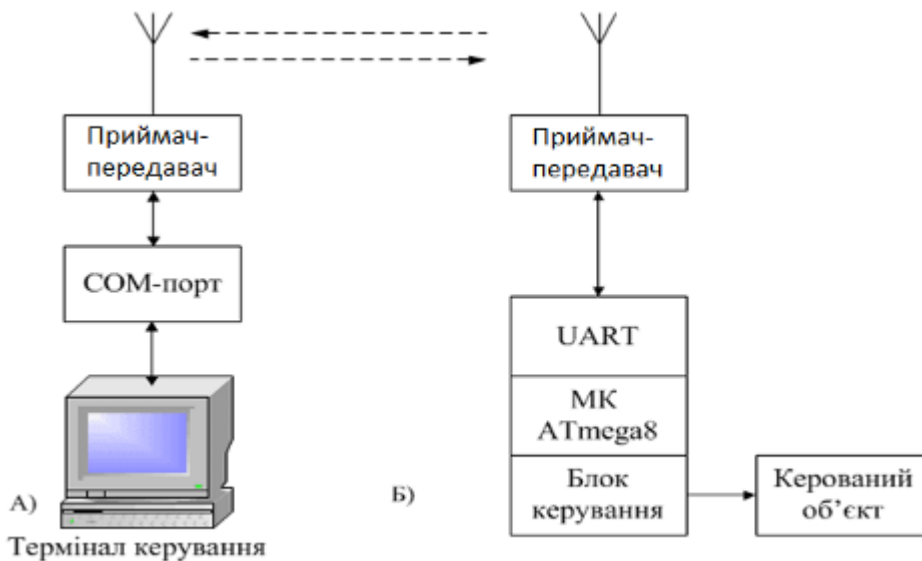 Приймач-
передавач
COM-порт
А)
Термінал керування
Приймач-
передавач
UART
МК
ATmega8
Блок
керування
Б)
Керований
об’єкт